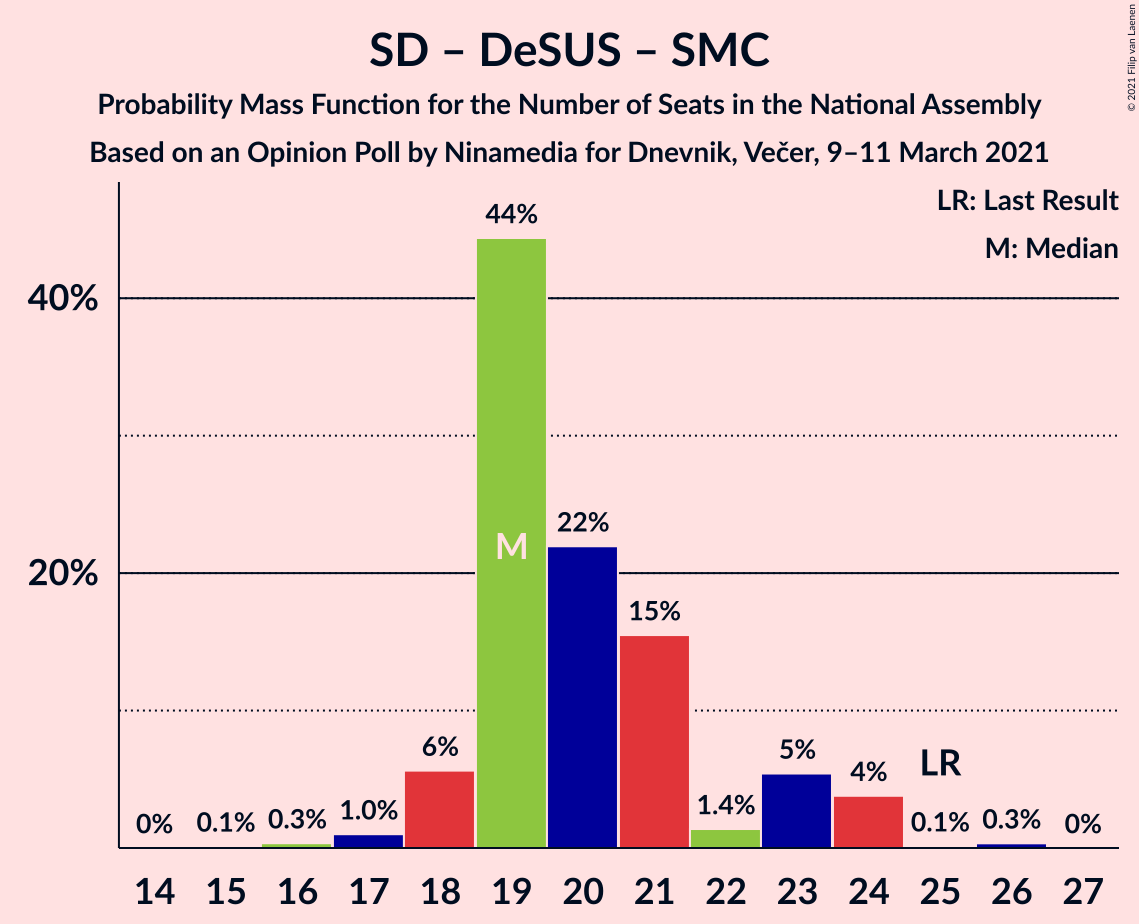 SD – DeSUS – SMC
Probability Mass Function for the Number of Seats in the National Assembly
Based on an Opinion Poll by Ninamedia for Dnevnik, Večer, 9–11 March 2021
© 2021 Filip van Laenen
LR: Last Result
M: Median
40%
20%
0%
0.1%
0.3%
1.0%
6%
44%
M
22%
15%
1.4%
5%
4%
LR
0.1%
0.3%
0%
14 15 16 17 18 19 20 21 22 23 24 25 26 27